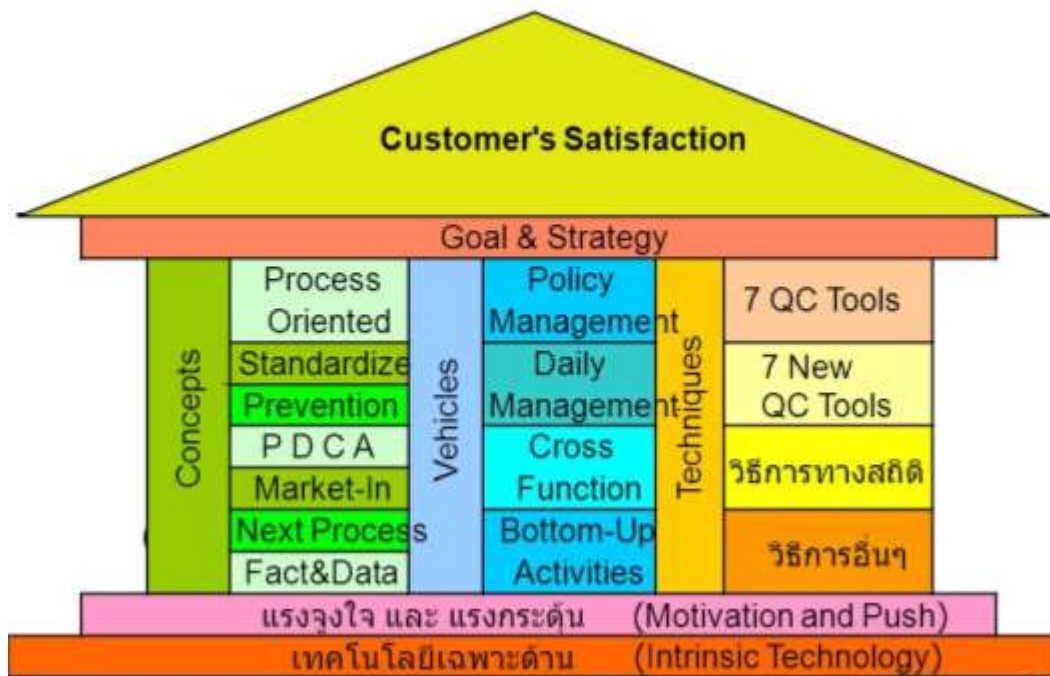 Customer's Satisfaction
Goal & Strategy
Concepts
Process
Oriented
Standardize
Prevention
P D C A
Market-In
Next Process
Fact&Data
Vehicles
Policy
Management
Daily
Management
Cross
Function
Bottom-Up
Activities
Techniques
7 QC Tools
7 New
QC Tools
วิธีการทางสถิติ
วิธีการอื่นๆ
แรงจูงใจ และ แรงกระตุ้น (Motivation and Push)
เทคโนโลยีเฉพาะด้าน (Intrinsic Technology)